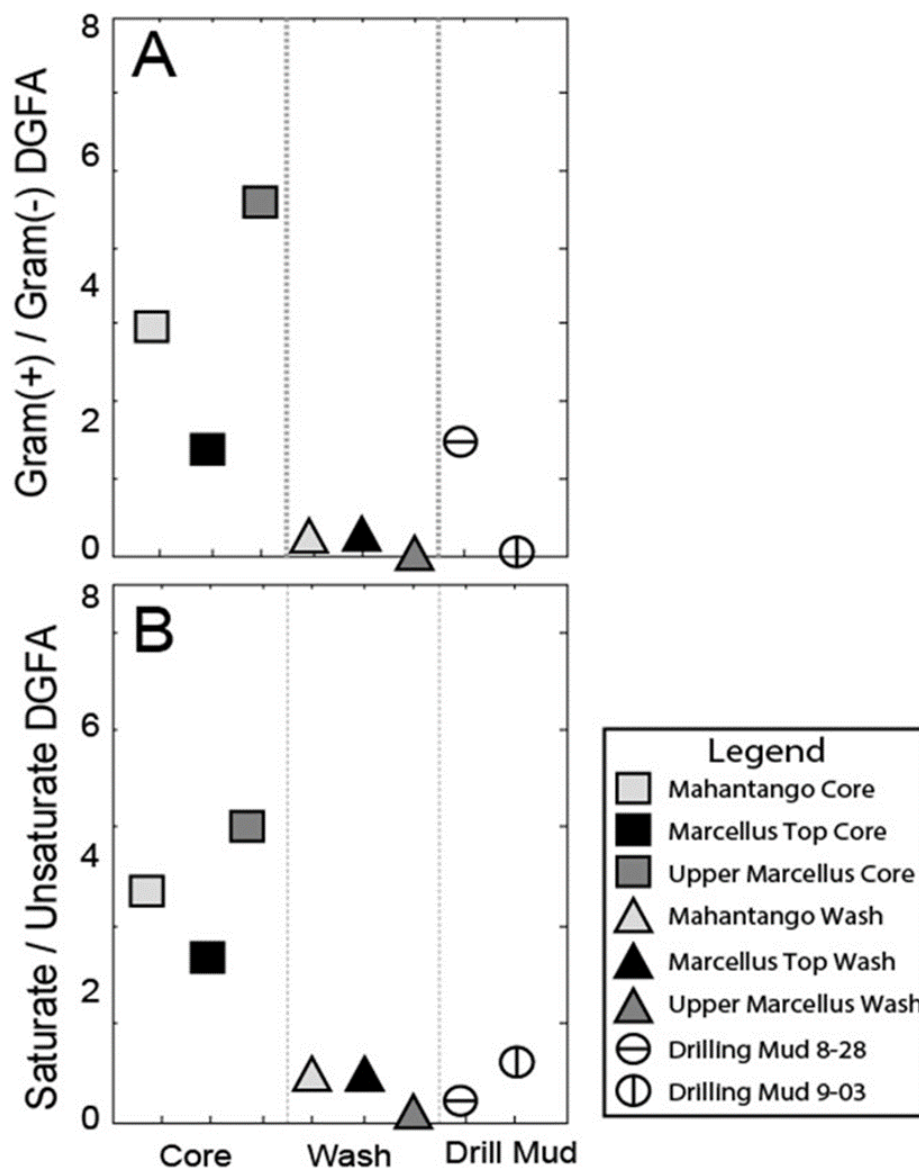 A
Gram(+) / Gram(-) DGFA
8
6
4
2
0
B
Saturate / Unsaturate DGFA
8
6
4
2
0
Core
Wash
Drill Mud
Legend
Mahantango Core
Marcellus Top Core
Upper Marcellus Core
Mahantango Wash
Marcellus Top Wash
Upper Marcellus Wash
Drilling Mud 8-28
Drilling Mud 9-03